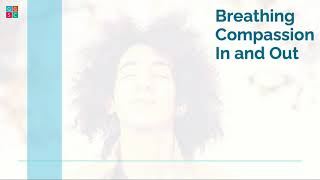 Breathing
Compassion
In and Out